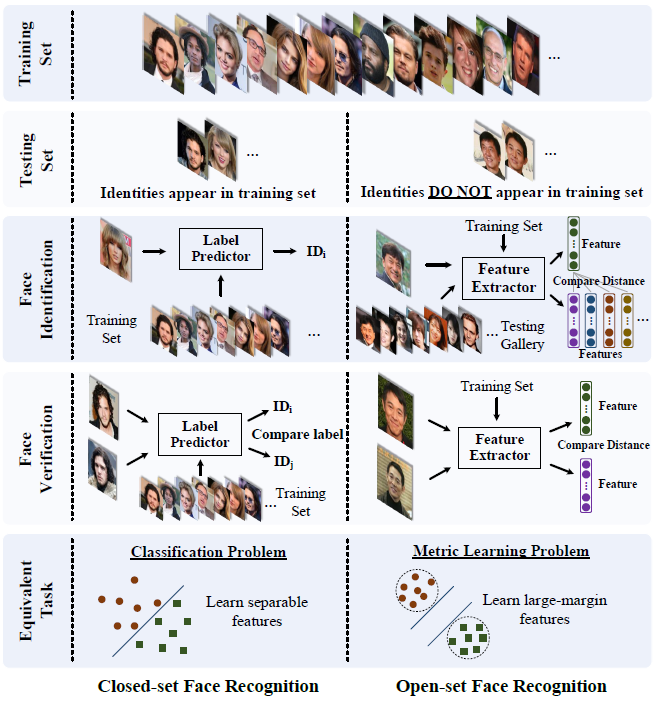 Training
Set
...
Testing
Set
...
Identities appear in training set
...
Identities DO NOT appear in training set
Face
Identification
Label
Predictor
IDi
Training
Set
...
Training Set
Feature
Extractor
Feature
Compare Distance
... Testing
Gallery
...
Features
Face
Verification
Label
Predictor
IDi
Compare label
IDj
... Training
Set
Training Set
Feature
Extractor
Feature
Compare Distance
Feature
Equivalent
Task
Classification Problem
Learn separable
features
Metric Learning Problem
Learn large-margin
features
Closed-set Face Recognition
Open-set Face Recognition